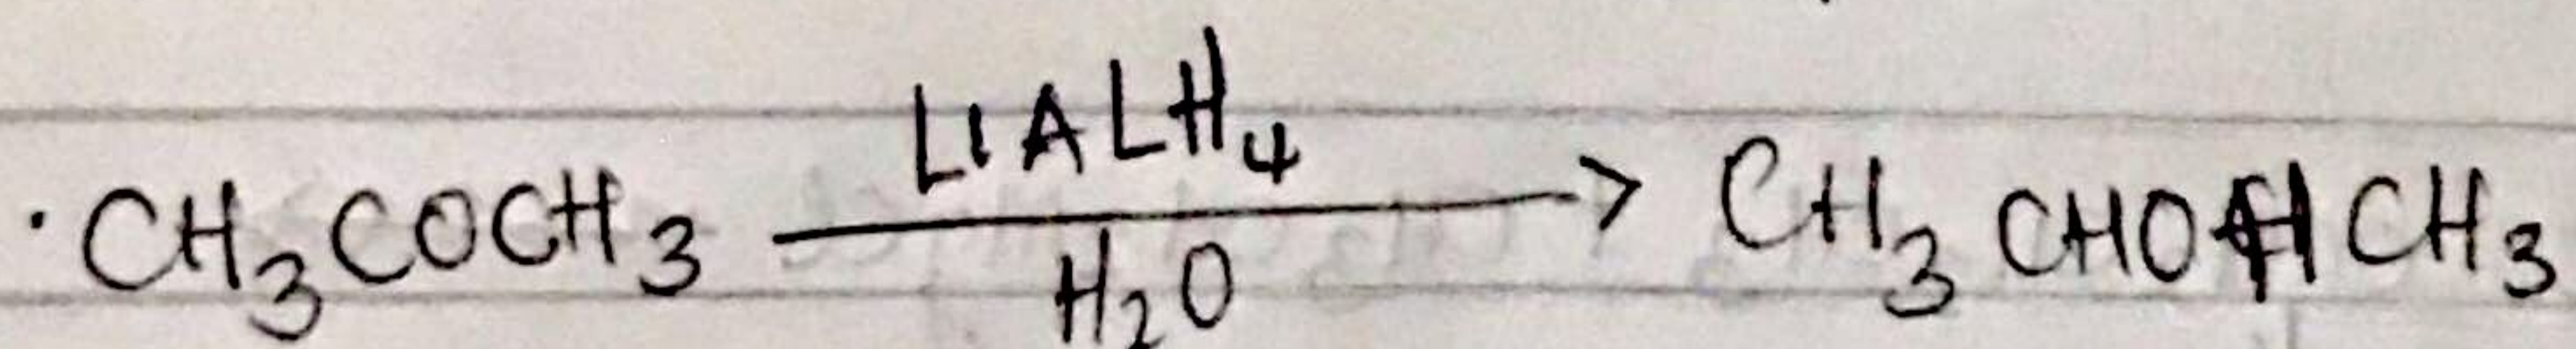 LiALH4
·CH3COCH3 ⟶ CH3CHOHCH3
H2O